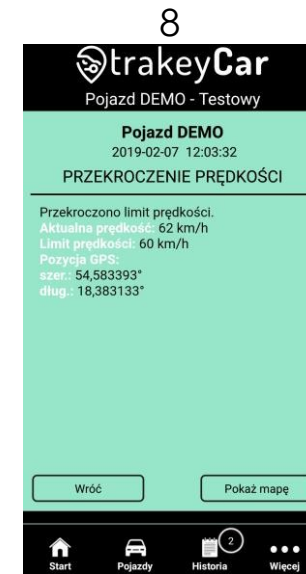 8
strakeyCar
Pojazd DEMO - Testowy
Pojazd DEMO
2019-02-07 12:03:32
PRZEKROCZENIE PRĘDKOŚCI
Przekroczono limit prędkości.
Aktualna prędkość: 62 km/h
Limit prędkości: 60 km/h
Pozycja GPS:
szer.: 54,583393°
dług.: 18,383133°
Wróć Pokaż mapę
2
Start Pojazdy Historia Więcej